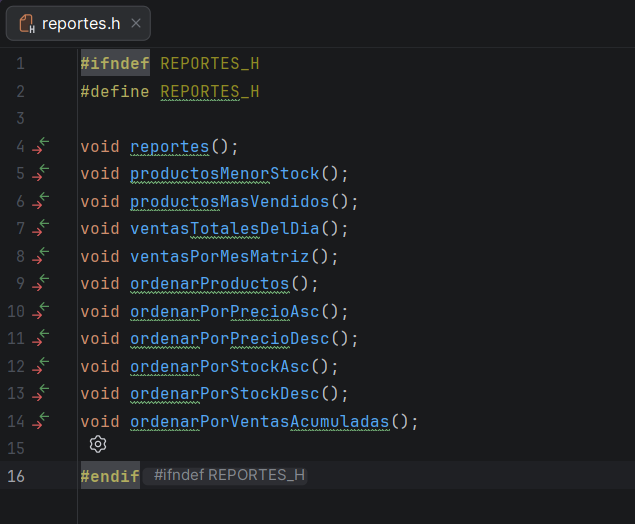 reportes.h
1 #ifndef REPORTES_H
2 #define REPORTES_H
3
4 void reportes();
5 void productosMenorStock();
6 void productosMasVendidos();
7 void ventasTotalesDelDia();
8 void ventasPorMesMatriz();
9 void ordenarProductos();
10 void ordenarPorPrecioAsc();
11 void ordenarPorPrecioDesc();
12 void ordenarPorStockAsc();
13 void ordenarPorStockDesc();
14 void ordenarPorVentasAcumuladas();
15
16 #endif #ifndef REPORTES_H